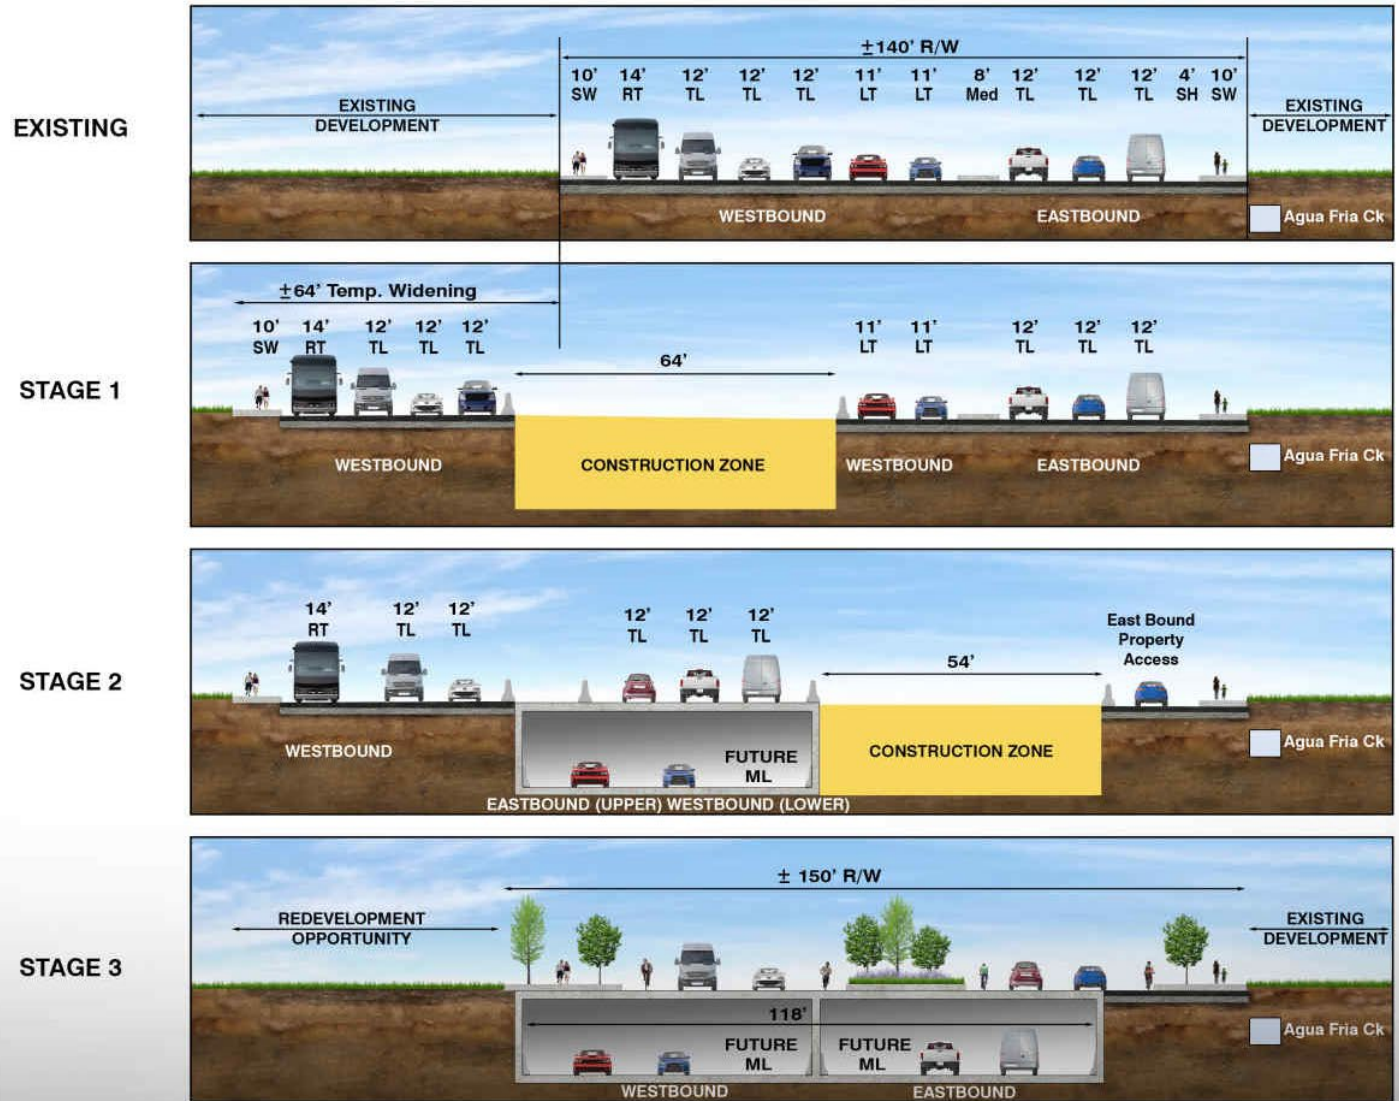 EXISTING
±140' R/W
10' 14' 12' 12' 12' 11' 11' 8' 12' 12' 12' 4' 10'
SW RT TL TL TL LT LT Med TL TL TL SH SW
EXISTING
DEVELOPMENT
EXISTING
DEVELOPMENT
WESTBOUND
EASTBOUND
Agua Fria Ck
STAGE 1
±64' Temp. Widening
10' 14' 12' 12' 12'
SW RT TL TL TL
64'
11' 11' 12' 12' 12'
LT LT TL TL TL
WESTBOUND
CONSTRUCTION ZONE
WESTBOUND
EASTBOUND
Agua Fria Ck
STAGE 2
14' 12' 12'
RT TL TL
12' 12' 12'
TL TL TL
54'
East Bound
Property
Access
WESTBOUND
FUTURE
ML
CONSTRUCTION ZONE
Agua Fria Ck
EASTBOUND (UPPER) WESTBOUND (LOWER)
STAGE 3
± 150' R/W
REDEVELOPMENT
OPPORTUNITY
EXISTING
DEVELOPMENT
118'
FUTURE
ML
FUTURE
ML
Agua Fria Ck
WESTBOUND
EASTBOUND